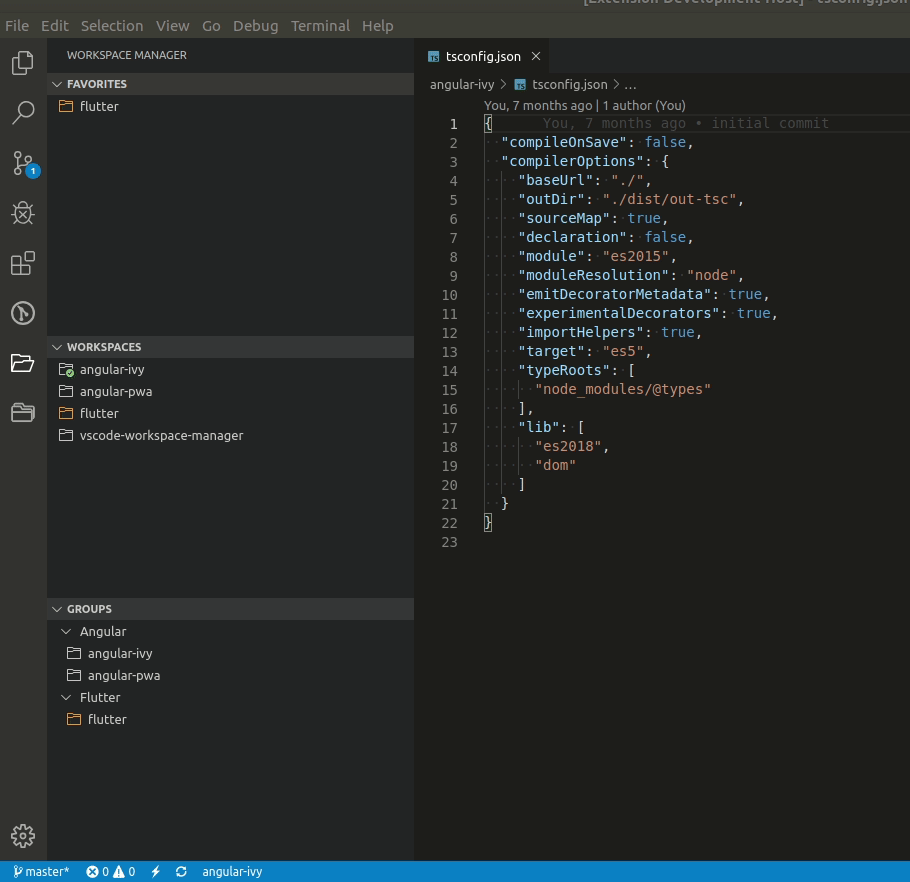 [Extension Development Host] - tsconfig.json
File Edit Selection View Go Debug Terminal Help
WORKSPACE MANAGER
FAVORITES
flutter
WORKSPACES
angular-ivy
angular-pwa
flutter
vscode-workspace-manager
GROUPS
Angular
angular-ivy
angular-pwa
Flutter
flutter
1
TS tsconfig.json ×
angular-ivy > TS tsconfig.json > ...
You, 7 months ago | 1 author (You)
1 { You, 7 months ago • initial commit
2 "compileOnSave": false,
3 "compilerOptions": {
4 "baseUrl": "./",
5 "outDir": "./dist/out-tsc",
6 "sourceMap": true,
7 "declaration": false,
8 "module": "es2015",
9 "moduleResolution": "node",
10 "emitDecoratorMetadata": true,
11 "experimentalDecorators": true,
12 "importHelpers": true,
13 "target": "es5",
14 "typeRoots": [
15 "node_modules/@types"
16 ],
17 "lib": [
18 "es2018",
19 "dom"
20 ]
21 }
22 }
23
master* 0 0 angular-ivy